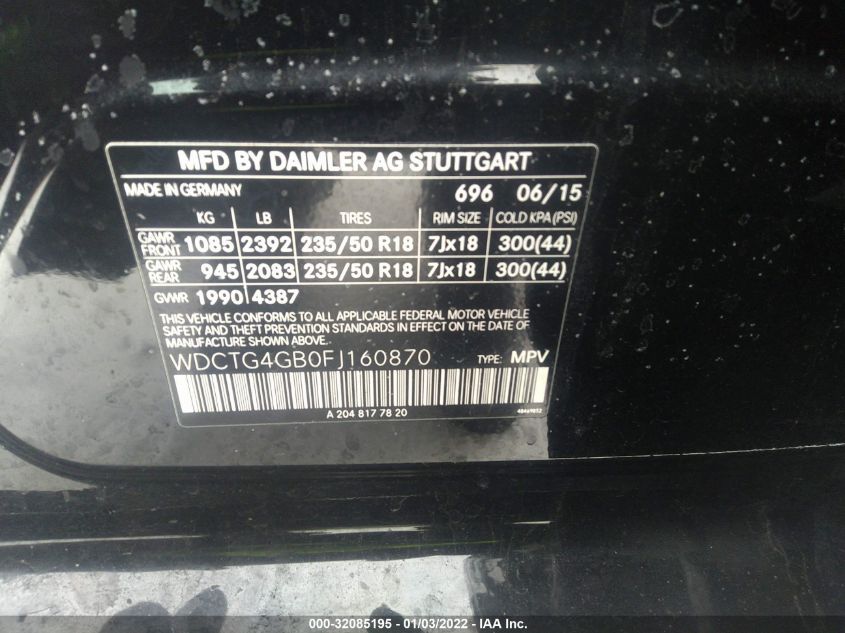 MFD BY DAIMLER AG STUTTGART
MADE IN GERMANY 696 06/15
KG LB TIRES RIM SIZE COLD KPA (PSI)
GAWR FRONT 1085 2392 235/50 R18 7Jx18 300(44)
GAWR REAR 945 2083 235/50 R18 7Jx18 300(44)
GVWR 1990 4387
THIS VEHICLE CONFORMS TO ALL APPLICABLE FEDERAL MOTOR VEHICLE
SAFETY AND THEFT PREVENTION STANDARDS IN EFFECT ON THE DATE OF
MANUFACTURE SHOWN ABOVE.
WDCTG4GB0FJ160870 TYPE: MPV
A 204 817 78 20
000-32085195 - 01/03/2022 - IAA Inc.